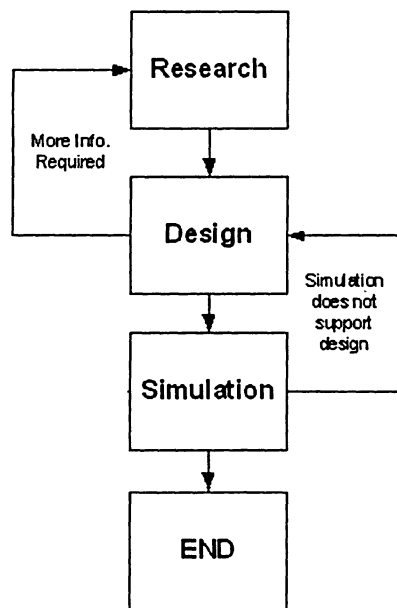 Research
More Info.
Required
Design
Simulation
does not
support
design
Simulation
END